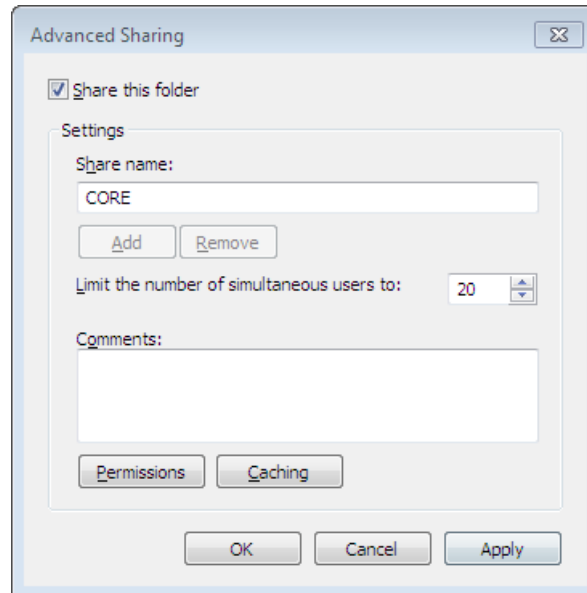 Advanced Sharing
Share this folder
Settings
Share name:
CORE
Add Remove
Limit the number of simultaneous users to: 20
Comments:
Permissions Caching
OK Cancel Apply